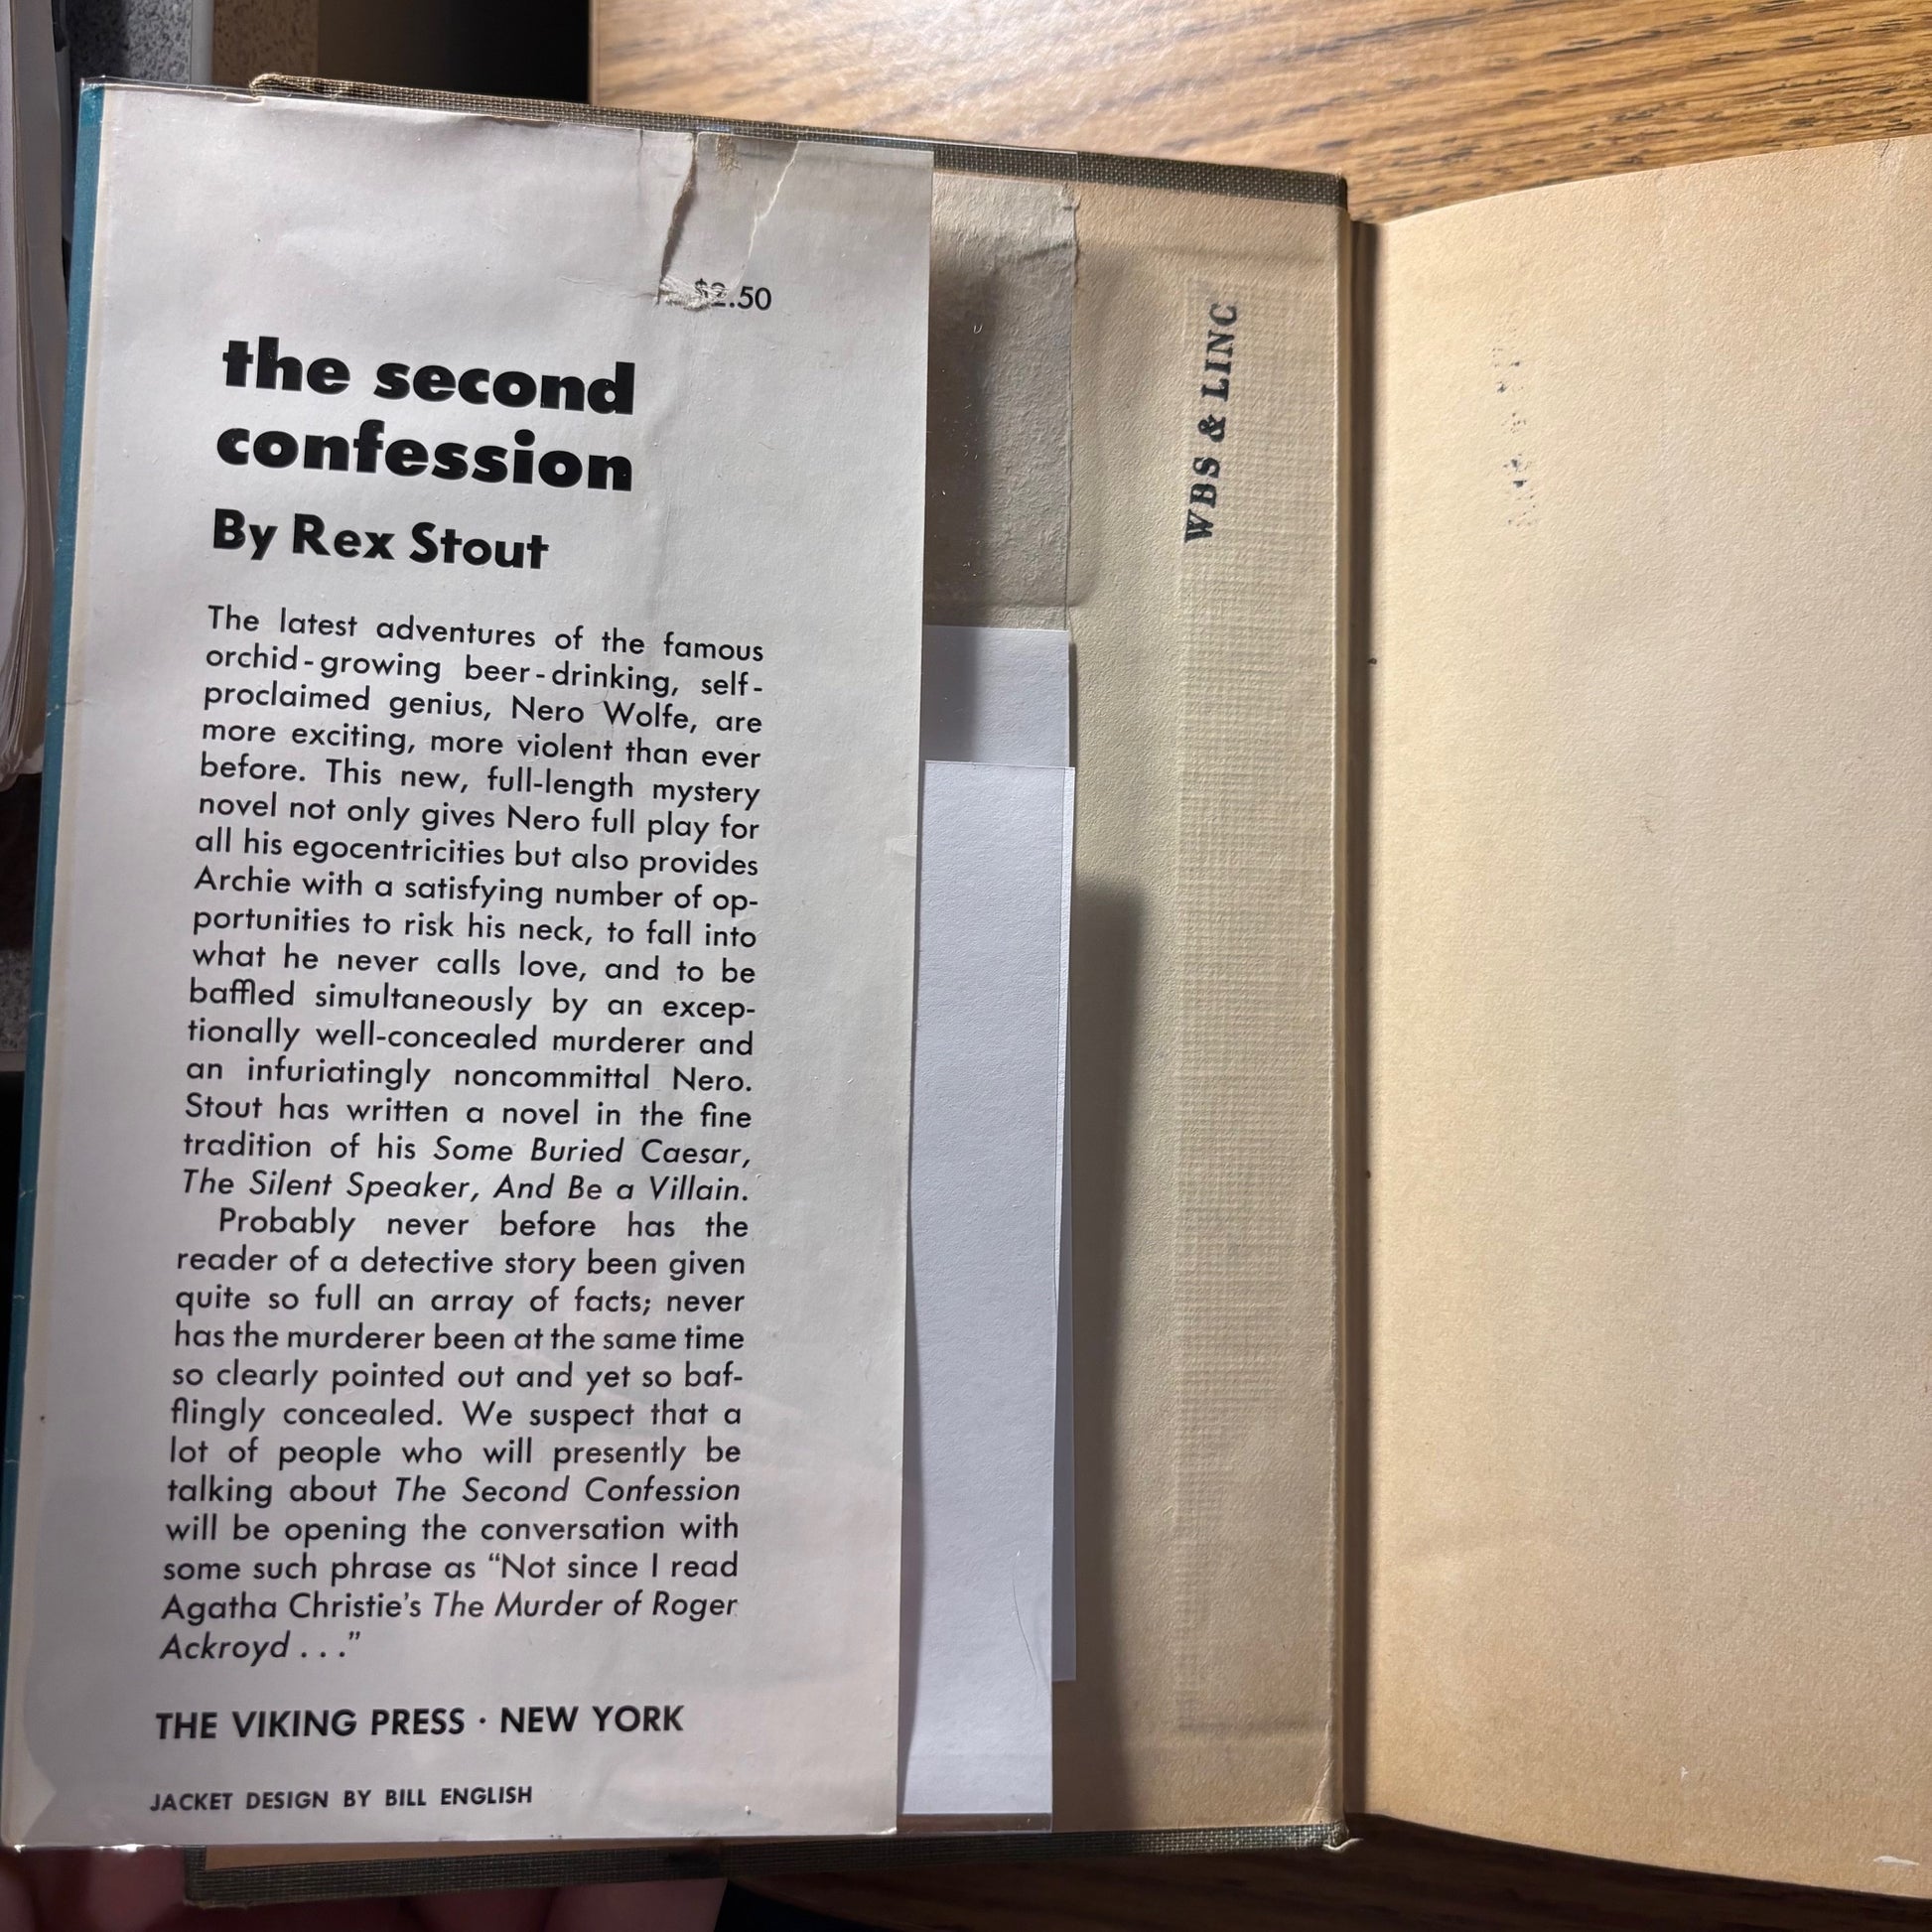 $2.50
the second
confession
By Rex Stout
The latest adventures of the famous
orchid-growing beer-drinking, self-
proclaimed genius, Nero Wolfe, are
more exciting, more violent than ever
before. This new, full-length mystery
novel not only gives Nero full play for
all his egocentricities but also provides
Archie with a satisfying number of op-
portunities to risk his neck, to fall into
what he never calls love, and to be
baffled simultaneously by an excep-
tionally well-concealed murderer and
an infuriatingly noncommittal Nero.
Stout has written a novel in the fine
tradition of his Some Buried Caesar,
The Silent Speaker, And Be a Villain.
Probably never before has the
reader of a detective story been given
quite so full an array of facts; never
has the murderer been at the same time
so clearly pointed out and yet so baf-
flingly concealed. We suspect that a
lot of people who will presently be
talking about The Second Confession
will be opening the conversation with
some such phrase as “Not since I read
Agatha Christie’s The Murder of Roger
Ackroyd . . .”
THE VIKING PRESS · NEW YORK
JACKET DESIGN BY BILL ENGLISH
WBS & LINC